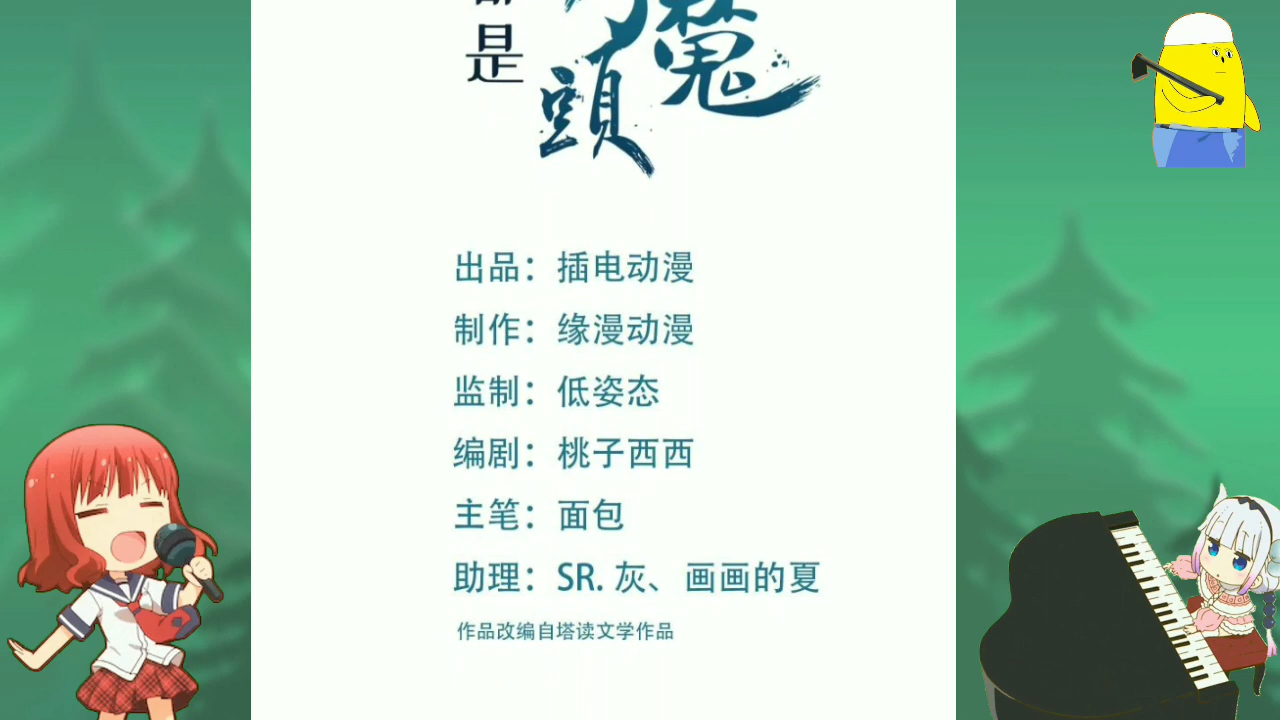 是
魔
頭
出品：插电动漫
制作：缘漫动漫
监制：低姿态
编剧：桃子西西
主笔：面包
助理：SR. 灰、画画的夏
作品改编自塔读文学作品